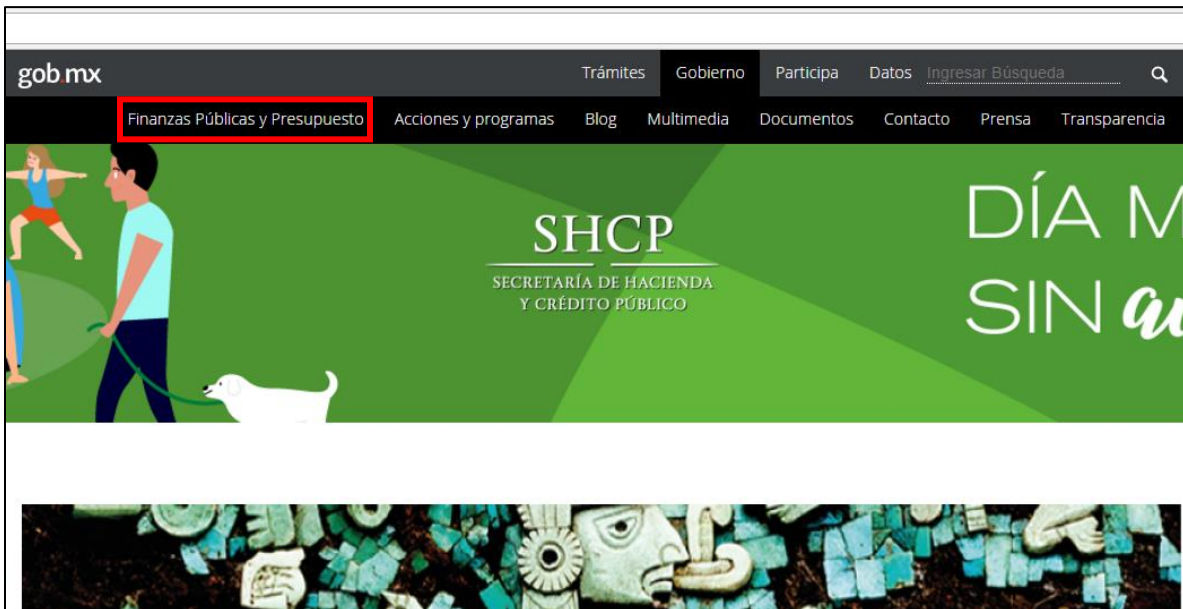 gob.mx Trámites Gobierno Participa Datos Ingresar Búsqueda
Finanzas Públicas y Presupuesto Acciones y programas Blog Multimedia Documentos Contacto Prensa Transparencia
DÍA M
SHCP
SECRETARÍA DE HACIENDA
Y CRÉDITO PÚBLICO
SIN